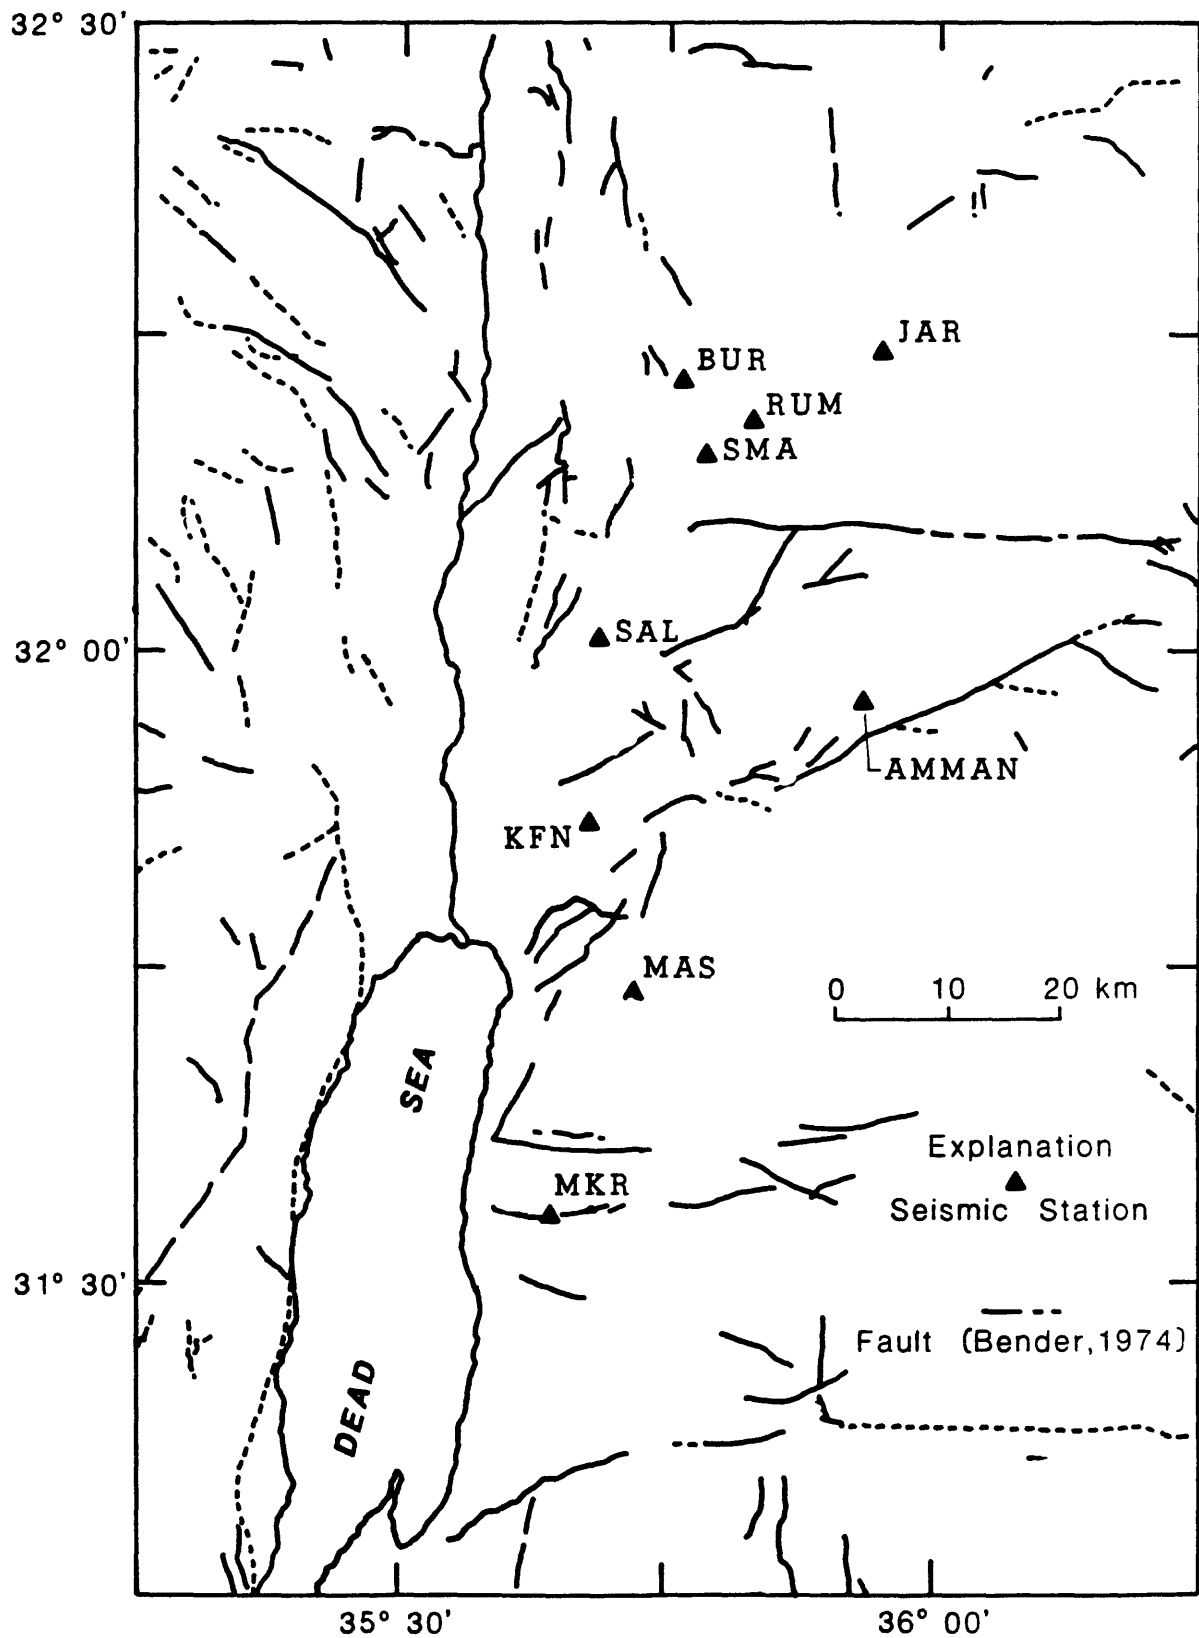 32° 30'
JAR
BUR
RUM
SMA
SAL
32° 00'
AMMAN
KFN
MAS
0 10 20 km
SEA
Explanation
MKR
Seismic Station
31° 30'
Fault (Bender,1974)
DEAD
35° 30' 36° 00'